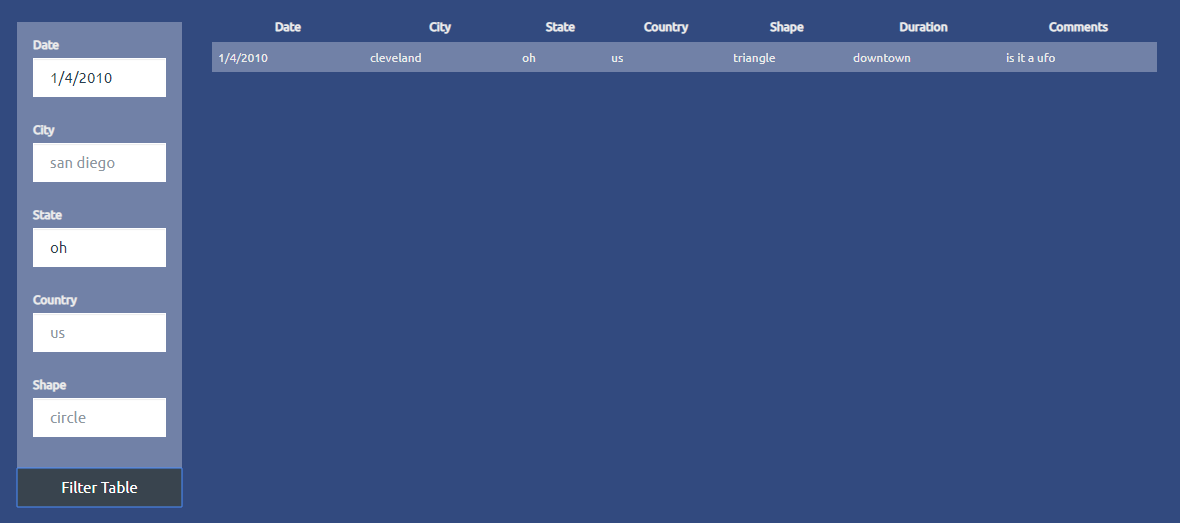 Date
1/4/2010
City
san diego
State
oh
Country
us
Shape
circle
Filter Table
Date City State Country Shape Duration Comments
1/4/2010 cleveland oh us triangle downtown is it a ufo